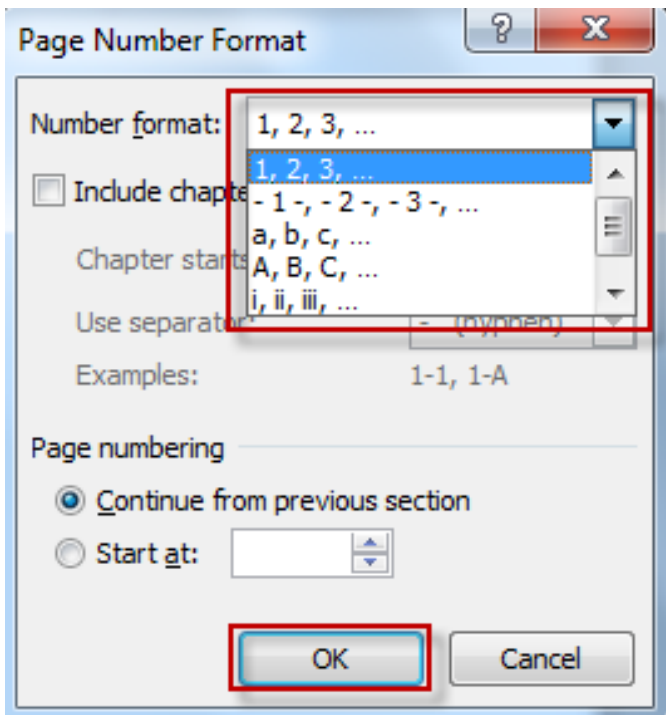 Page Number Format
Number format: 1, 2, 3, ...
1, 2, 3, ...
Include chapte
- 1 -, - 2 -, - 3 -, ...
a, b, c, ...
Chapter starts
A, B, C, ...
i, ii, iii, ...
Use separator: - (hyphen)
Examples: 1-1, 1-A
Page numbering
Continue from previous section
Start at:
OK Cancel